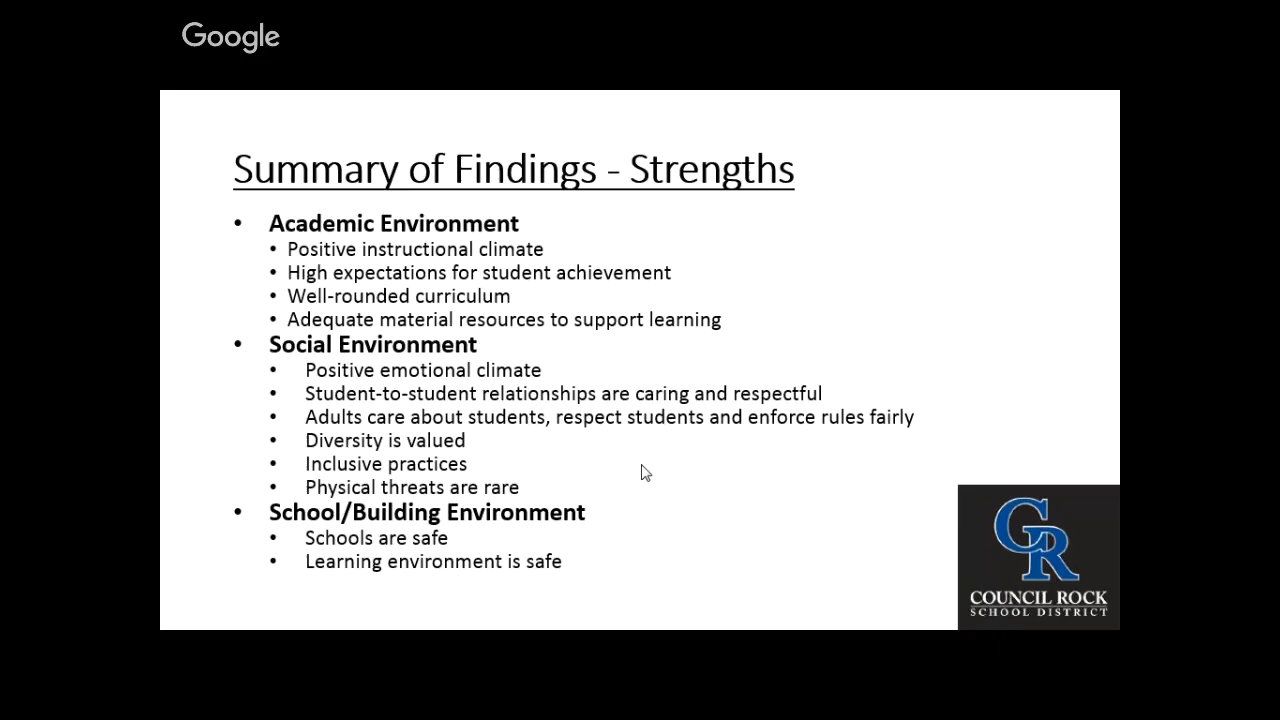 Google
Summary of Findings - Strengths
• Academic Environment
• Positive instructional climate
• High expectations for student achievement
• Well-rounded curriculum
• Adequate material resources to support learning
• Social Environment
• Positive emotional climate
• Student-to-student relationships are caring and respectful
• Adults care about students, respect students and enforce rules fairly
• Diversity is valued
• Inclusive practices
• Physical threats are rare
• School/Building Environment
• Schools are safe
• Learning environment is safe
CR
COUNCIL ROCK
SCHOOL DISTRICT